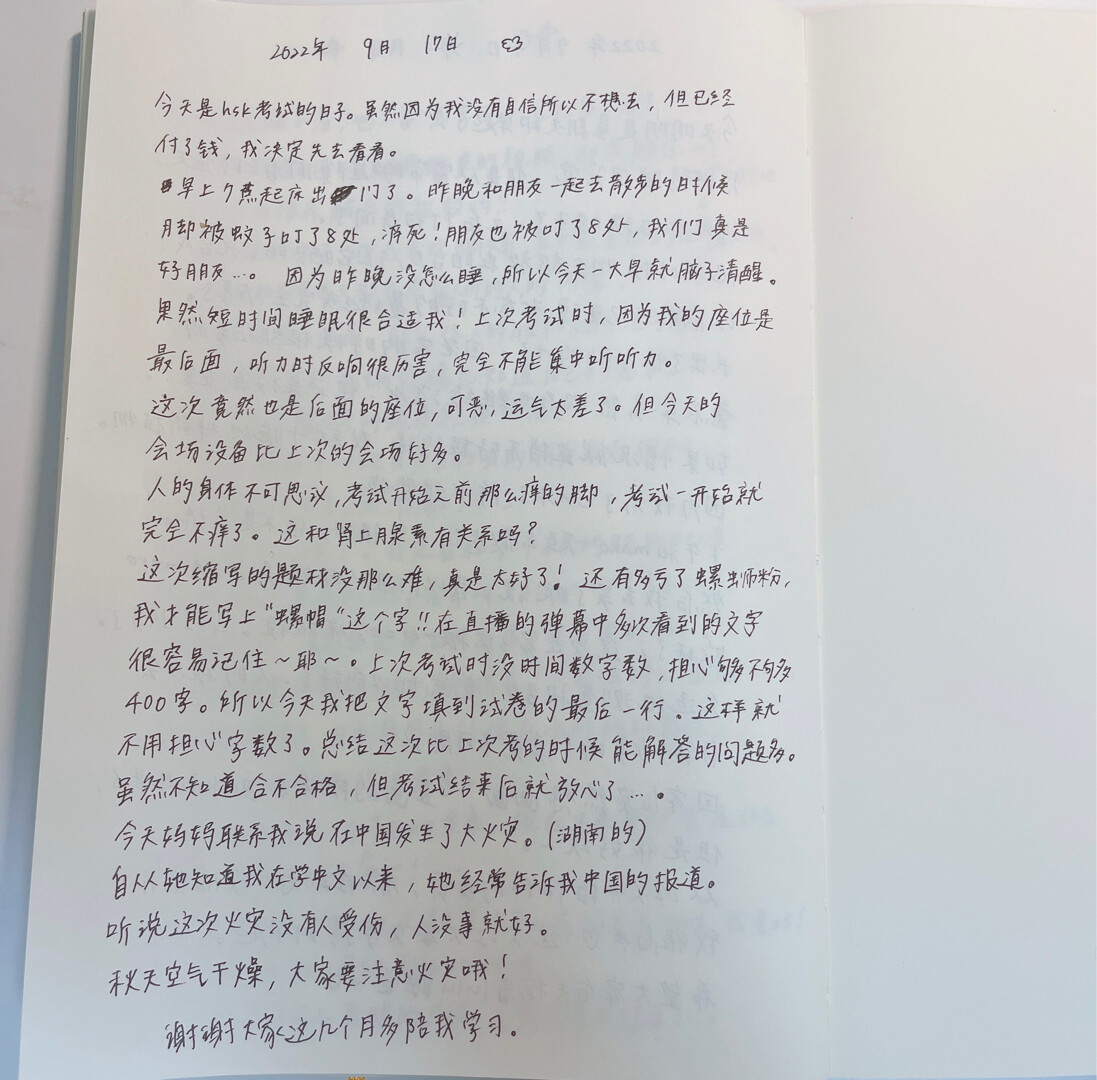 2022年 9月 17日 ε3
今天是hsk考试的日子。虽然因为我没有自信所以不想去，但已经
付了钱，我决定先去看看。
早上7点起床出门了。昨晚和朋友一起去散步的时候
脚被蚊子叮了8处，痒死！朋友也被叮了8处，我们真是
好朋友…。 因为昨晚没怎么睡，所以今天一大早就脑子清醒。
果然短时间睡眠很合适我！上次考试时，因为我的座位是
最后面，听力时反响很厉害，完全不能集中听听力。
这次竟然也是后面的座位，可恶，运气太差了。但今天的
会场设备比上次的会场好多。
人的身体不可思议，考试开始之前那么痒的脚，考试一开始就
完全不痒了。这和肾上腺素有关系吗？
这次缩写的题材没那么难，真是太好了！还有多亏了螺蛳粉，
我才能写上“螺帽“这个字!!在直播的弹幕中多次看到的文字
很容易记住～耶～。上次考试时没时间数字数，担心够不够
400字。所以今天我把文字填到试卷的最后一行。这样就
不用担心字数了。总结这次比上次考的时候能解答的问题多。
虽然不知道合不合格，但考试结束后就放心了…。
今天妈妈联系我说在中国发生了大火灾。(湖南的)
自从她知道我在学中文以来，她经常告诉我中国的报道。
听说这次火灾没有人受伤，人没事就好。
秋天空气干燥，大家要注意火灾哦！
谢谢大家这几个月多陪我学习。